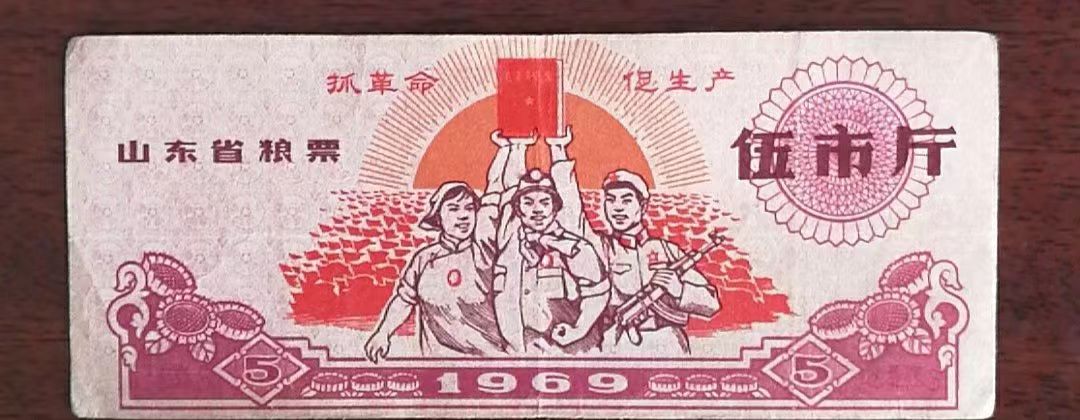 抓革命 促生产
山东省粮票
伍市斤
5 1969 5